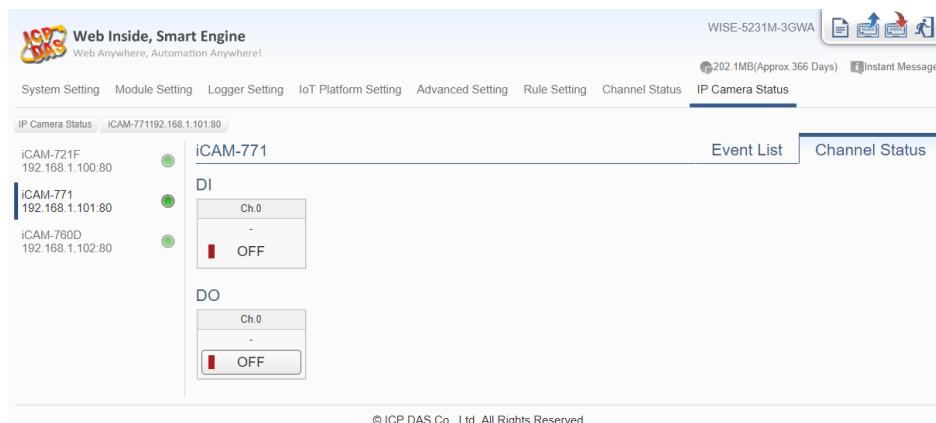 ICP DAS
Web Inside, Smart Engine
Web Anywhere, Automation Anywhere!
WISE-5231M-3GWA
202.1MB(Approx.366 Days) Instant Message
System Setting Module Setting Logger Setting IoT Platform Setting Advanced Setting Rule Setting Channel Status IP Camera Status
IP Camera Status iCAM-771192.168.1.101:80
iCAM-721F
192.168.1.100:80
iCAM-771
192.168.1.101:80
iCAM-760D
192.168.1.102:80
iCAM-771 Event List Channel Status
DI
Ch.0
-
OFF
DO
Ch.0
-
OFF
© ICP DAS Co., Ltd. All Rights Reserved